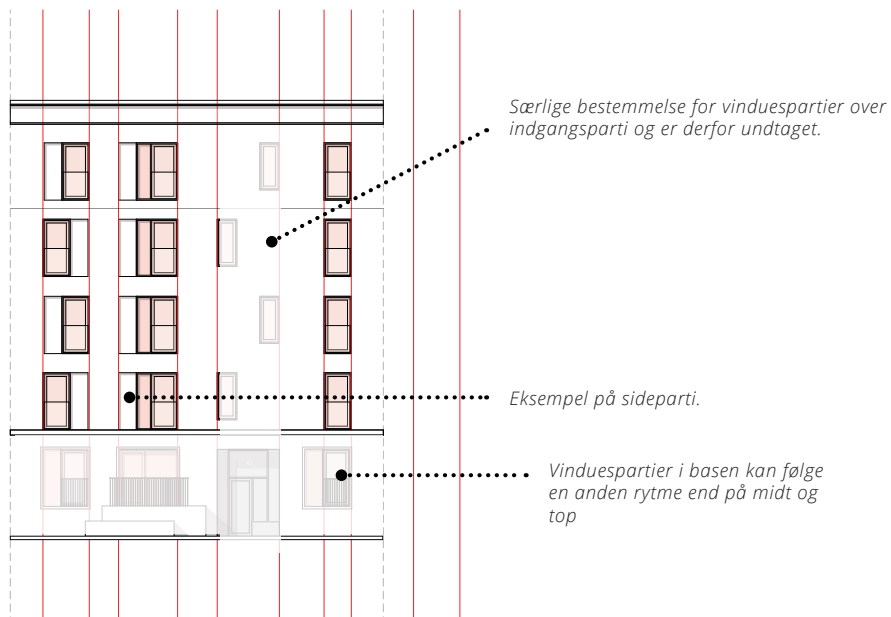 Særlige bestemmelse for vinduespartier over
indgangsparti og er derfor undtaget.
Eksempel på sideparti.
Vinduespartier i basen kan følge
en anden rytme end på midt og
top